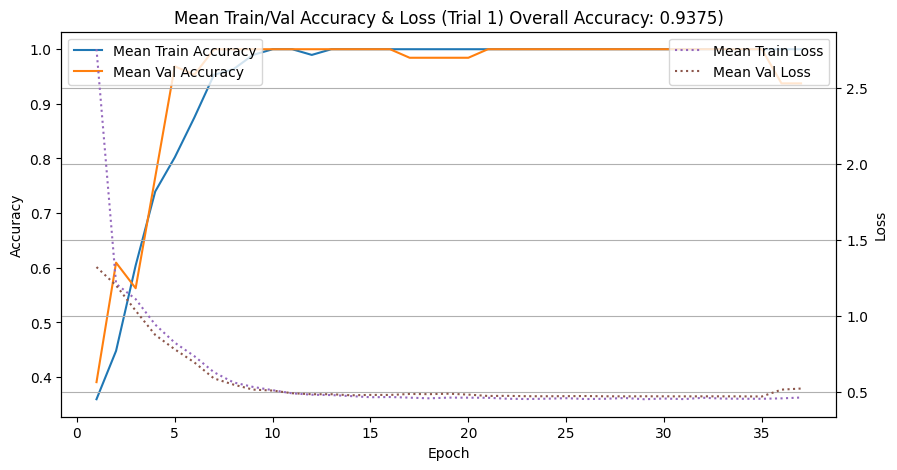 Mean Train/Val Accuracy & Loss (Trial 1) Overall Accuracy: 0.9375)
Mean Train Accuracy
Mean Val Accuracy
Mean Train Loss
Mean Val Loss
1.0
0.9
0.8
0.7
0.6
0.5
0.4
Accuracy
2.5
2.0
1.5
1.0
0.5
Loss
0 5 10 15 20 25 30 35
Epoch